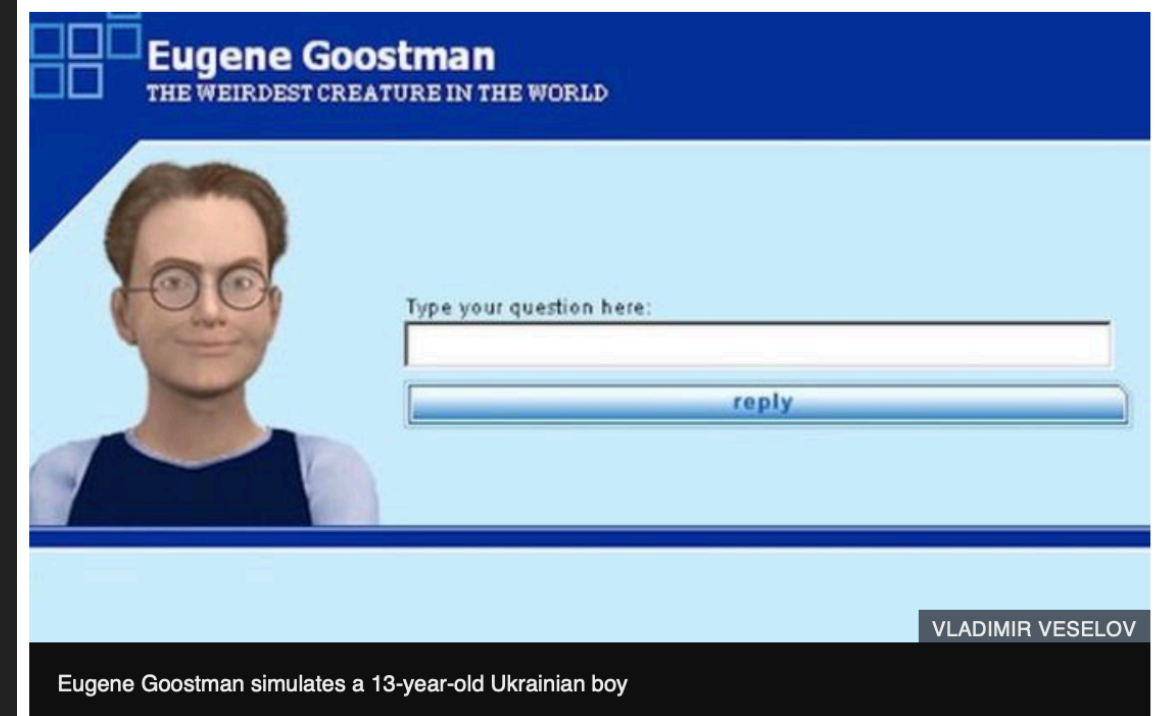 Eugene Goostman
THE WEIRDEST CREATURE IN THE WORLD
Type your question here:
reply
VLADIMIR VESELOV
Eugene Goostman simulates a 13-year-old Ukrainian boy